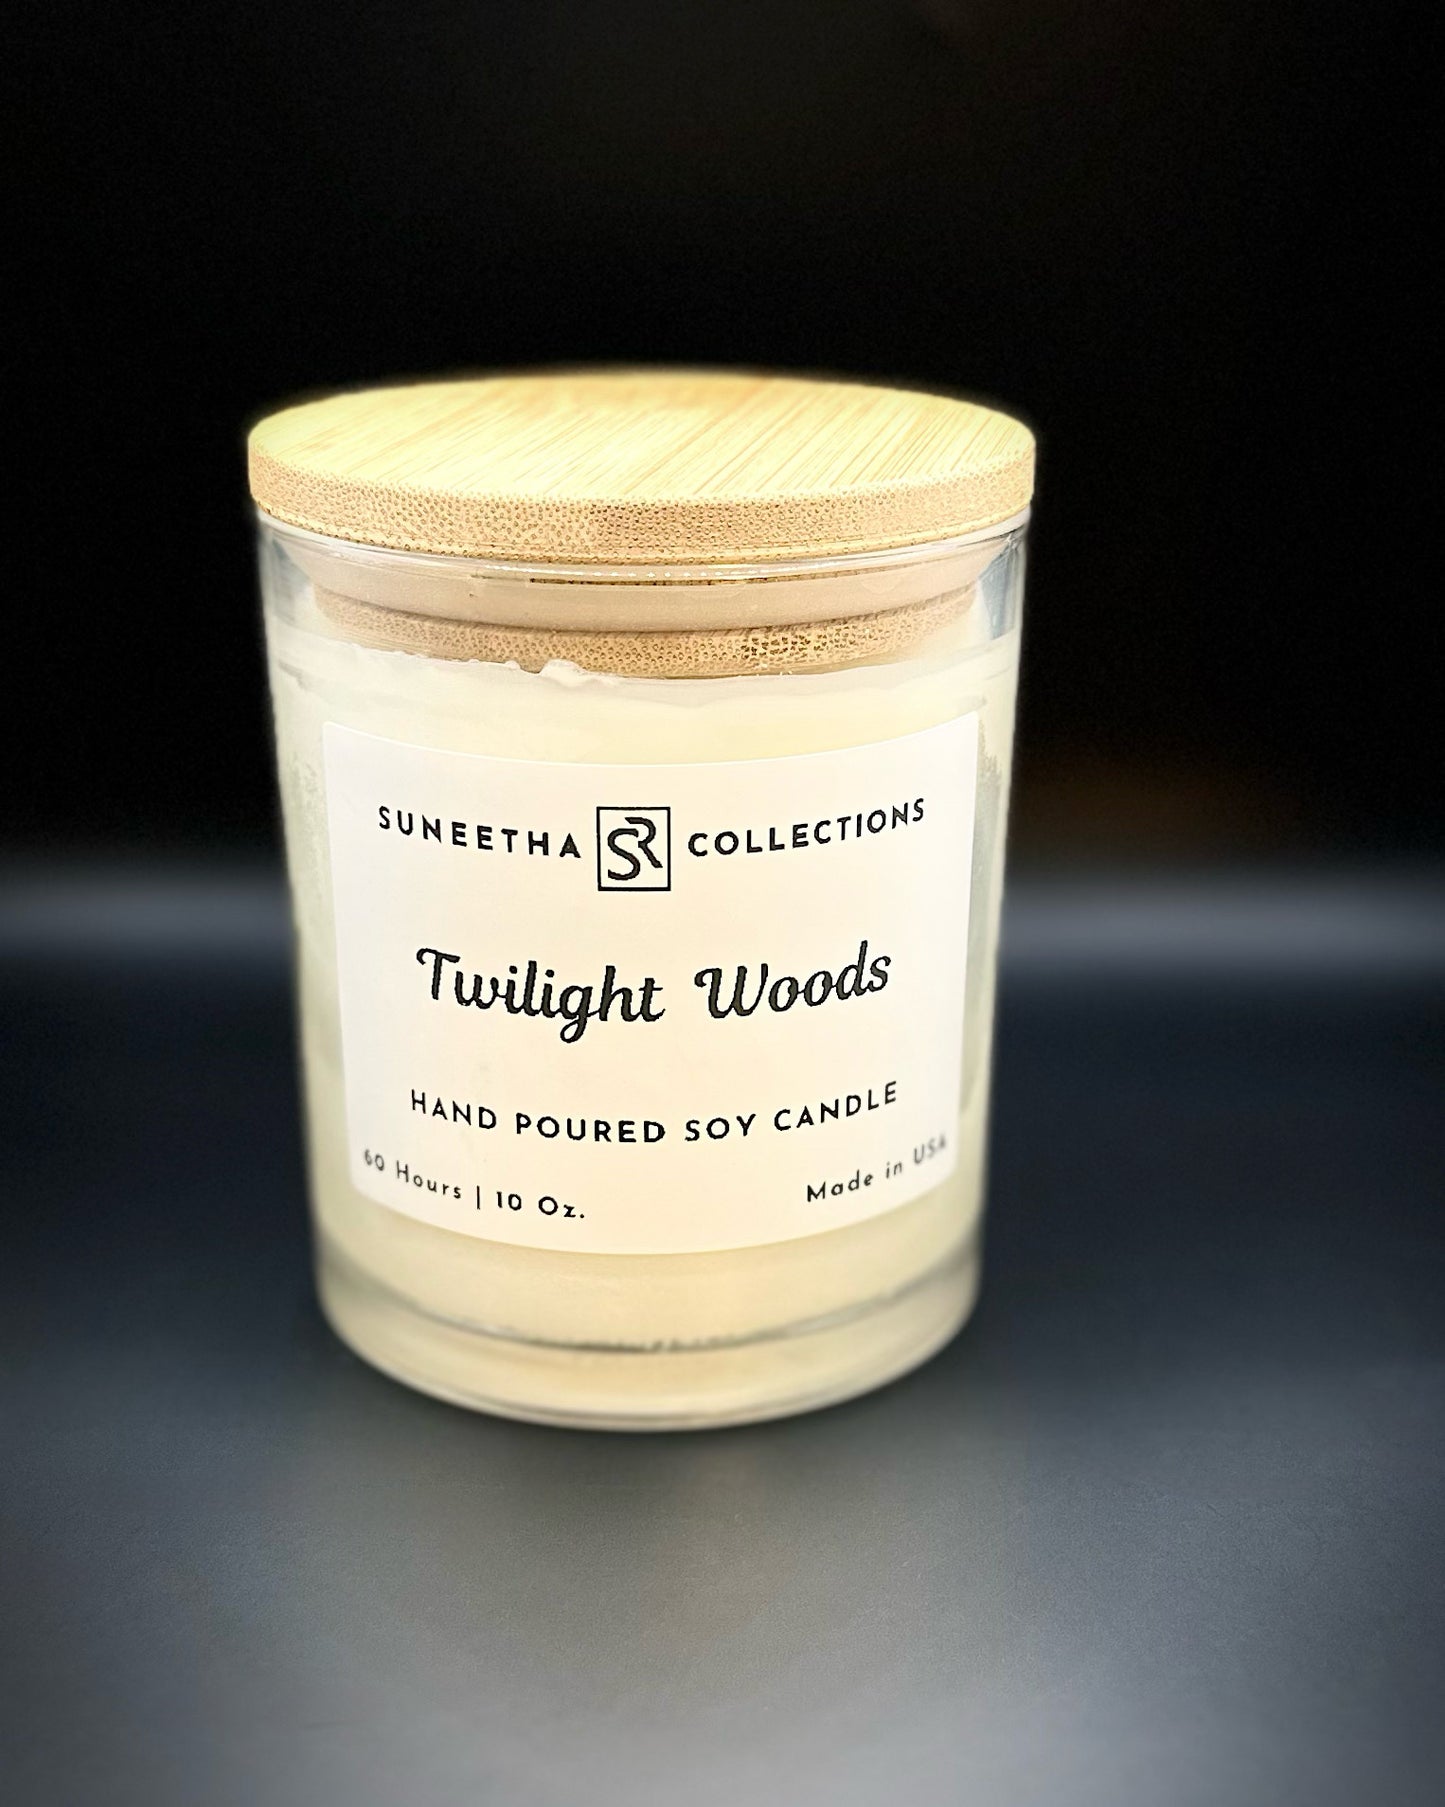 SUNEETHA SR COLLECTIONS
Twilight Woods
HAND POURED SOY CANDLE
60 Hours | 10 Oz. Made in USA